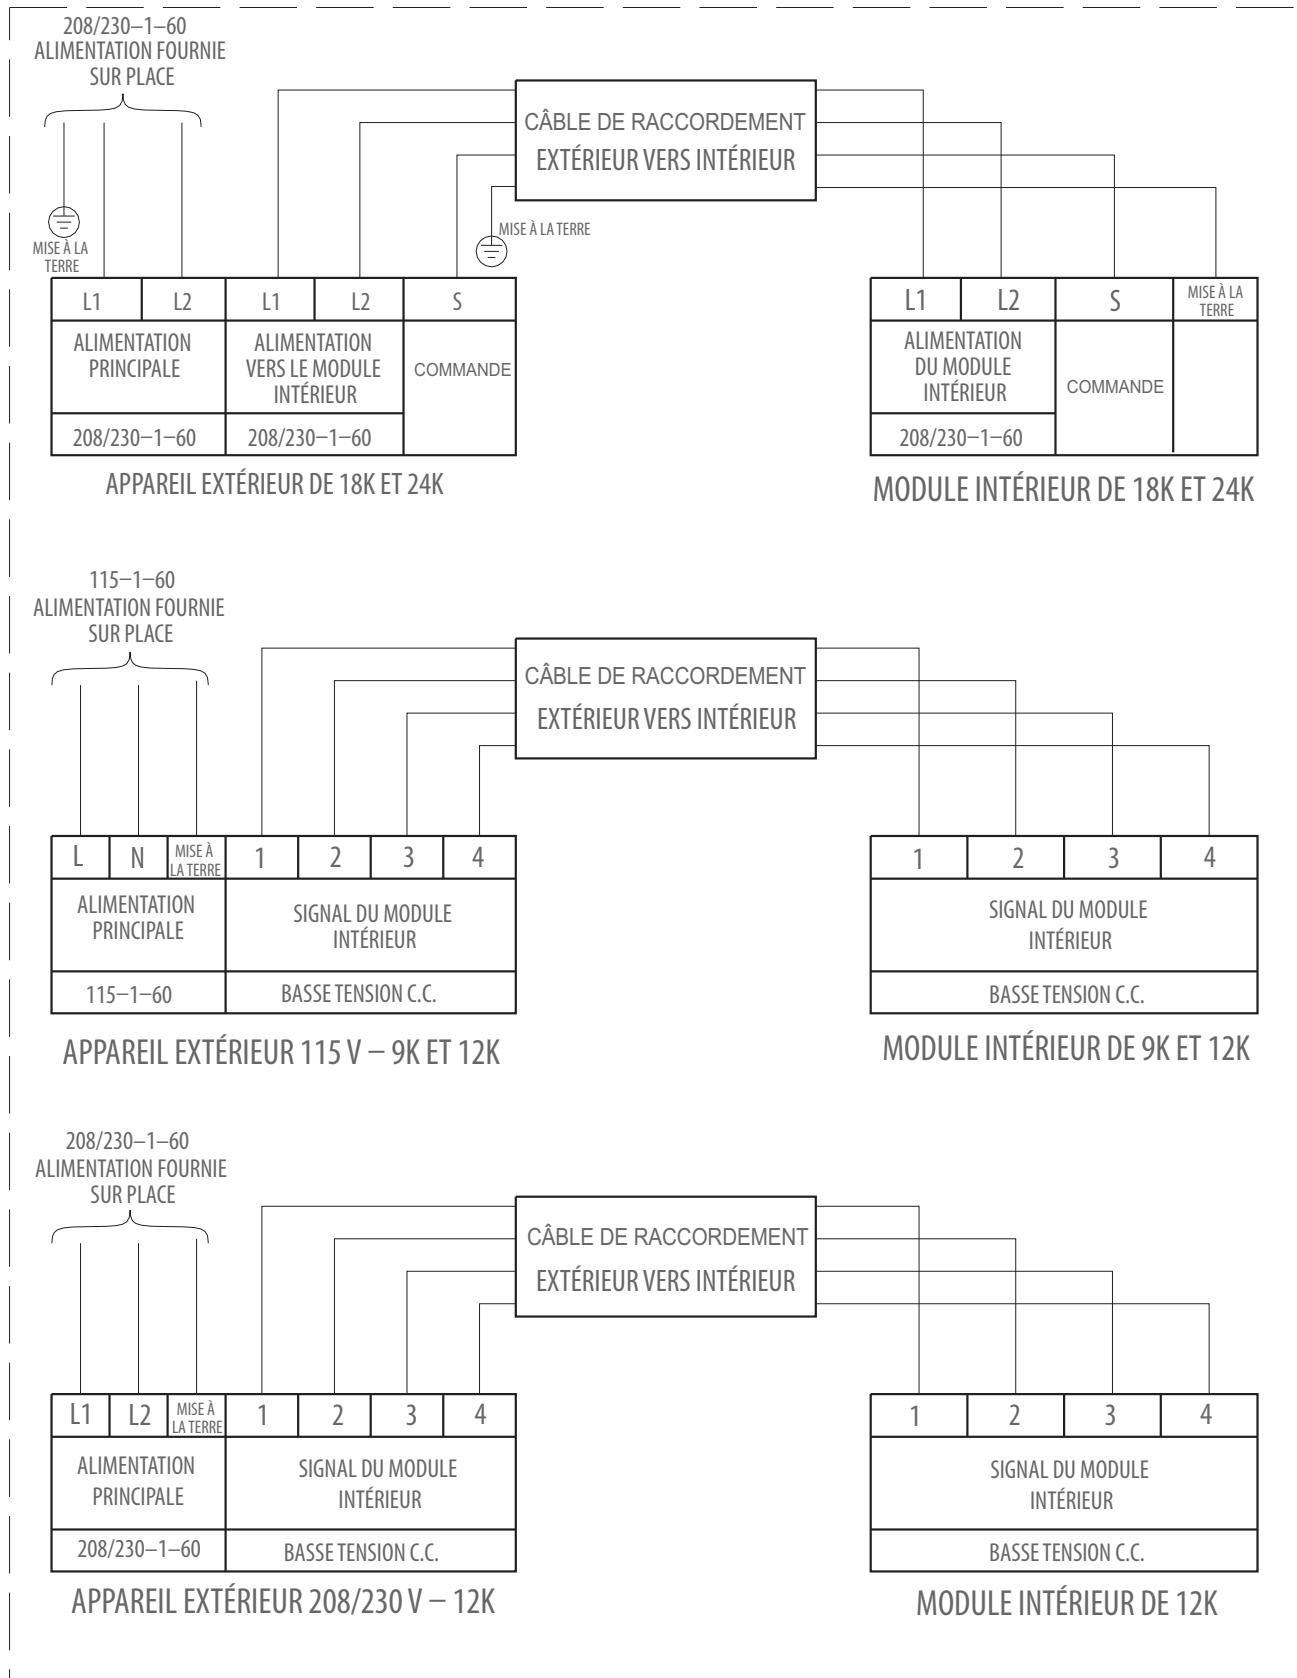 208/230–1–60
ALIMENTATION FOURNIE
SUR PLACE
CÂBLE DE RACCORDEMENT
EXTÉRIEUR VERS INTÉRIEUR
MISE À LA
TERRE
MISE À LA TERRE
L1 L2 L1 L2 S
ALIMENTATION
PRINCIPALE
ALIMENTATION
VERS LE MODULE
INTÉRIEUR
COMMANDE
208/230–1–60 208/230–1–60
APPAREIL EXTÉRIEUR DE 18K ET 24K
L1 L2 S MISE À LA
TERRE
ALIMENTATION
DU MODULE
INTÉRIEUR
COMMANDE
208/230–1–60
MODULE INTÉRIEUR DE 18K ET 24K
115–1–60
ALIMENTATION FOURNIE
SUR PLACE
CÂBLE DE RACCORDEMENT
EXTÉRIEUR VERS INTÉRIEUR
L N MISE À
LA TERRE
1 2 3 4
ALIMENTATION
PRINCIPALE
SIGNAL DU MODULE
INTÉRIEUR
115–1–60 BASSE TENSION C.C.
APPAREIL EXTÉRIEUR 115 V – 9K ET 12K
1 2 3 4
SIGNAL DU MODULE
INTÉRIEUR
BASSE TENSION C.C.
MODULE INTÉRIEUR DE 9K ET 12K
208/230–1–60
ALIMENTATION FOURNIE
SUR PLACE
CÂBLE DE RACCORDEMENT
EXTÉRIEUR VERS INTÉRIEUR
L1 L2 MISE À
LA TERRE
1 2 3 4
ALIMENTATION
PRINCIPALE
SIGNAL DU MODULE
INTÉRIEUR
208/230–1–60 BASSE TENSION C.C.
APPAREIL EXTÉRIEUR 208/230 V – 12K
1 2 3 4
SIGNAL DU MODULE
INTÉRIEUR
BASSE TENSION C.C.
MODULE INTÉRIEUR DE 12K